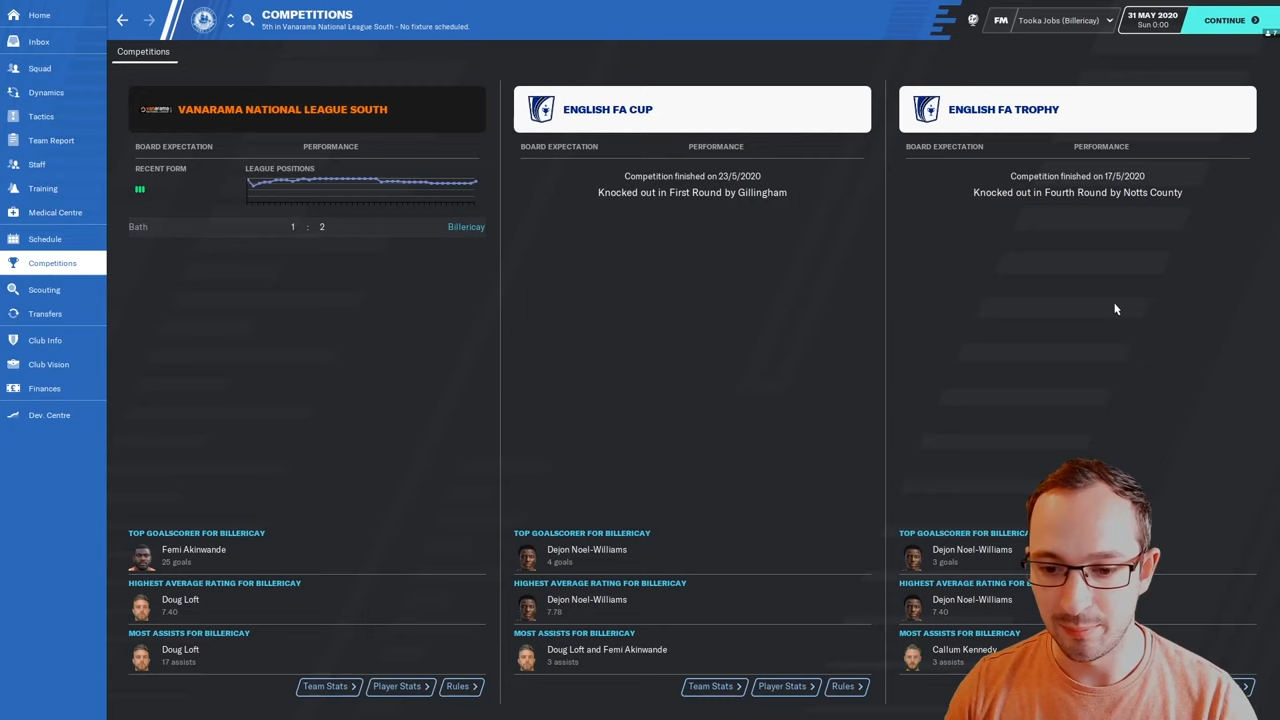 Home
Inbox
Squad
Dynamics
Tactics
Team Report
Staff
Training
Medical Centre
Schedule
Competitions
Scouting
Transfers
Club Info
Club Vision
Finances
Dev. Centre
COMPETITIONS
5th in Vanarama National League South - No fixture scheduled.
FM
Tooka Jobs (Billericay)
31 MAY 2020
Sun 0:00
CONTINUE
Competitions
VANARAMA NATIONAL LEAGUE SOUTH
BOARD EXPECTATION PERFORMANCE
RECENT FORM LEAGUE POSITIONS
Bath 1 : 2 Billericay
TOP GOALSCORER FOR BILLERICAY
Femi Akinwande
25 goals
HIGHEST AVERAGE RATING FOR BILLERICAY
Doug Loft
7.40
MOST ASSISTS FOR BILLERICAY
Doug Loft
17 assists
Team Stats Player Stats Rules
ENGLISH FA CUP
BOARD EXPECTATION PERFORMANCE
Competition finished on 23/5/2020
Knocked out in First Round by Gillingham
TOP GOALSCORER FOR BILLERICAY
Dejon Noel-Williams
4 goals
HIGHEST AVERAGE RATING FOR BILLERICAY
Dejon Noel-Williams
7.78
MOST ASSISTS FOR BILLERICAY
Doug Loft and Femi Akinwande
3 assists
Team Stats Player Stats Rules
ENGLISH FA TROPHY
BOARD EXPECTATION PERFORMANCE
Competition finished on 17/5/2020
Knocked out in Fourth Round by Notts County
TOP GOALSCORER FOR BILLERICA
Dejon Noel-Williams
3 goals
HIGHEST AVERAGE RATING FOR B
Dejon Noel-Williams
7.40
MOST ASSISTS FOR BILLERICAY
Callum Kennedy
3 assists